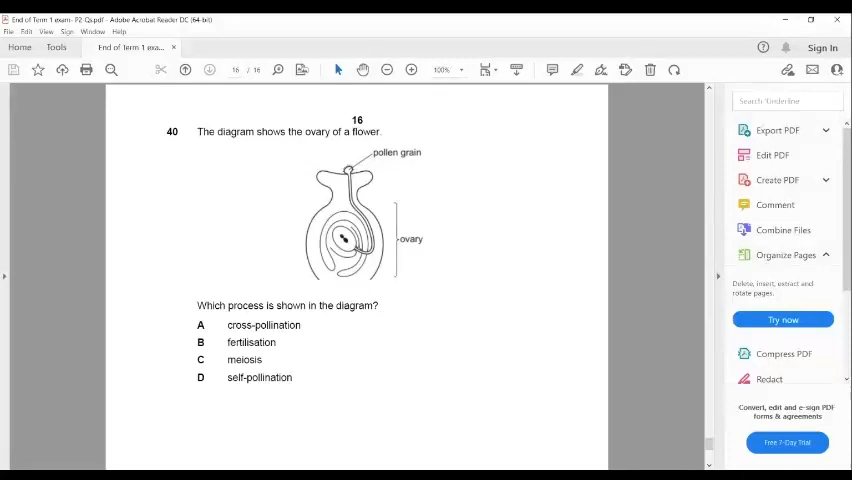 End of Term 1 exam- P2-Qs.pdf - Adobe Acrobat Reader DC (64-bit)
File Edit View Sign Window Help
Home Tools End of term 1 exa... ×
Sign In
16 / 16 100%
Search 'Underline
Export PDF
Edit PDF
Create PDF
Comment
Combine Files
Organize Pages
Delete, insert, extract and
rotate pages.
Try now
Compress PDF
Redact
Convert, edit and e-sign PDF
forms & agreements
Free 7-Day Trial
16
40 The diagram shows the ovary of a flower.
pollen grain
ovary
Which process is shown in the diagram?
A cross-pollination
B fertilisation
C meiosis
D self-pollination